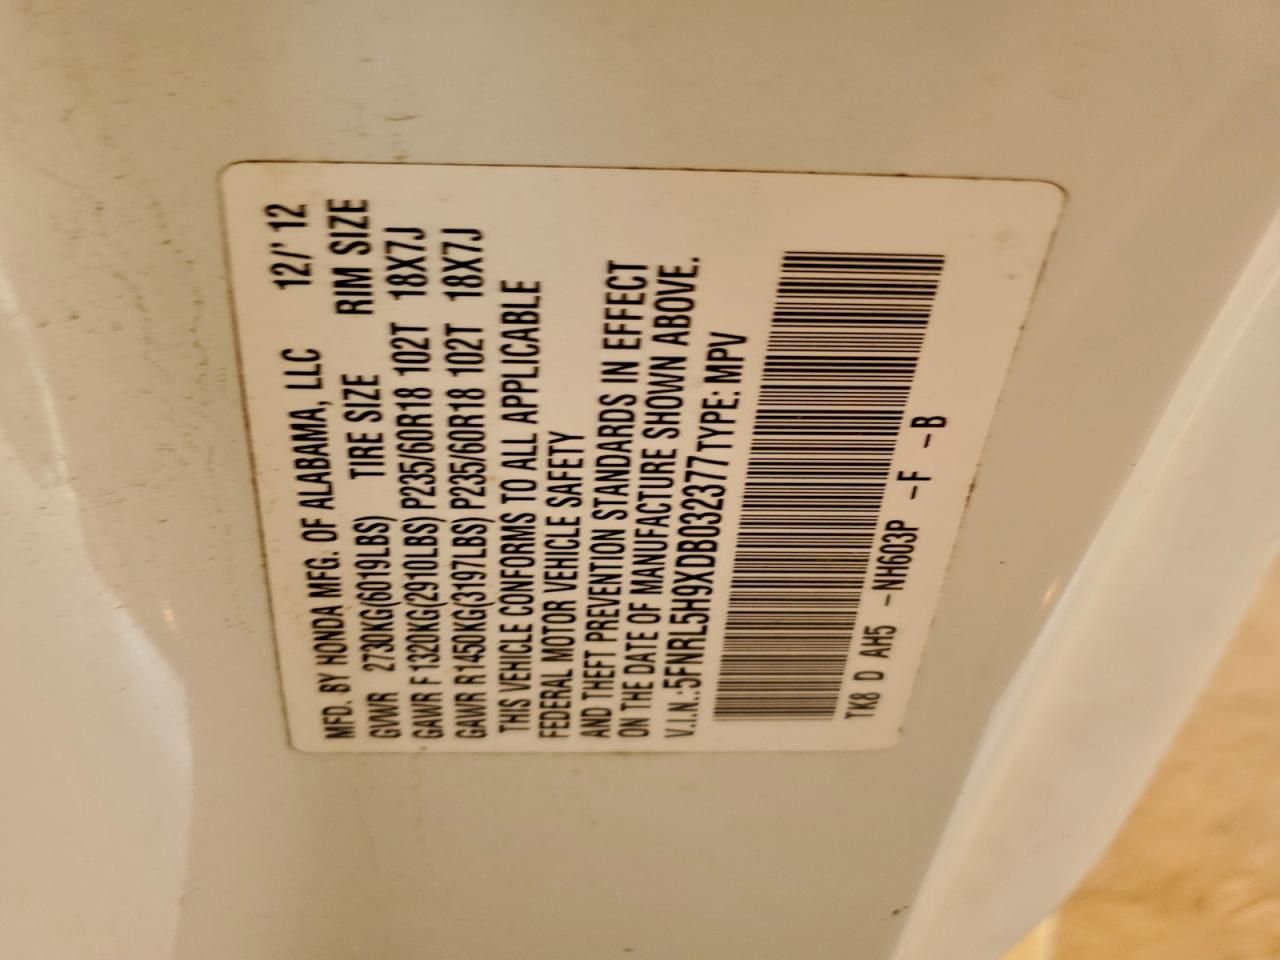 MFD. BY HONDA MFG. OF ALABAMA, LLC 12/'12
GVWR 2730KG(6019LBS) TIRE SIZE RIM SIZE
GAWR F1320KG(2910LBS) P235/60R18 102T 18X7J
GAWR R1450KG(3197LBS) P235/60R18 102T 18X7J
THIS VEHICLE CONFORMS TO ALL APPLICABLE
FEDERAL MOTOR VEHICLE SAFETY
AND THEFT PREVENTION STANDARDS IN EFFECT
ON THE DATE OF MANUFACTURE SHOWN ABOVE.
V.I.N.:5FNRL5H9XDB032377 TYPE: MPV
TK8 D AH5 -NH603P -F -B